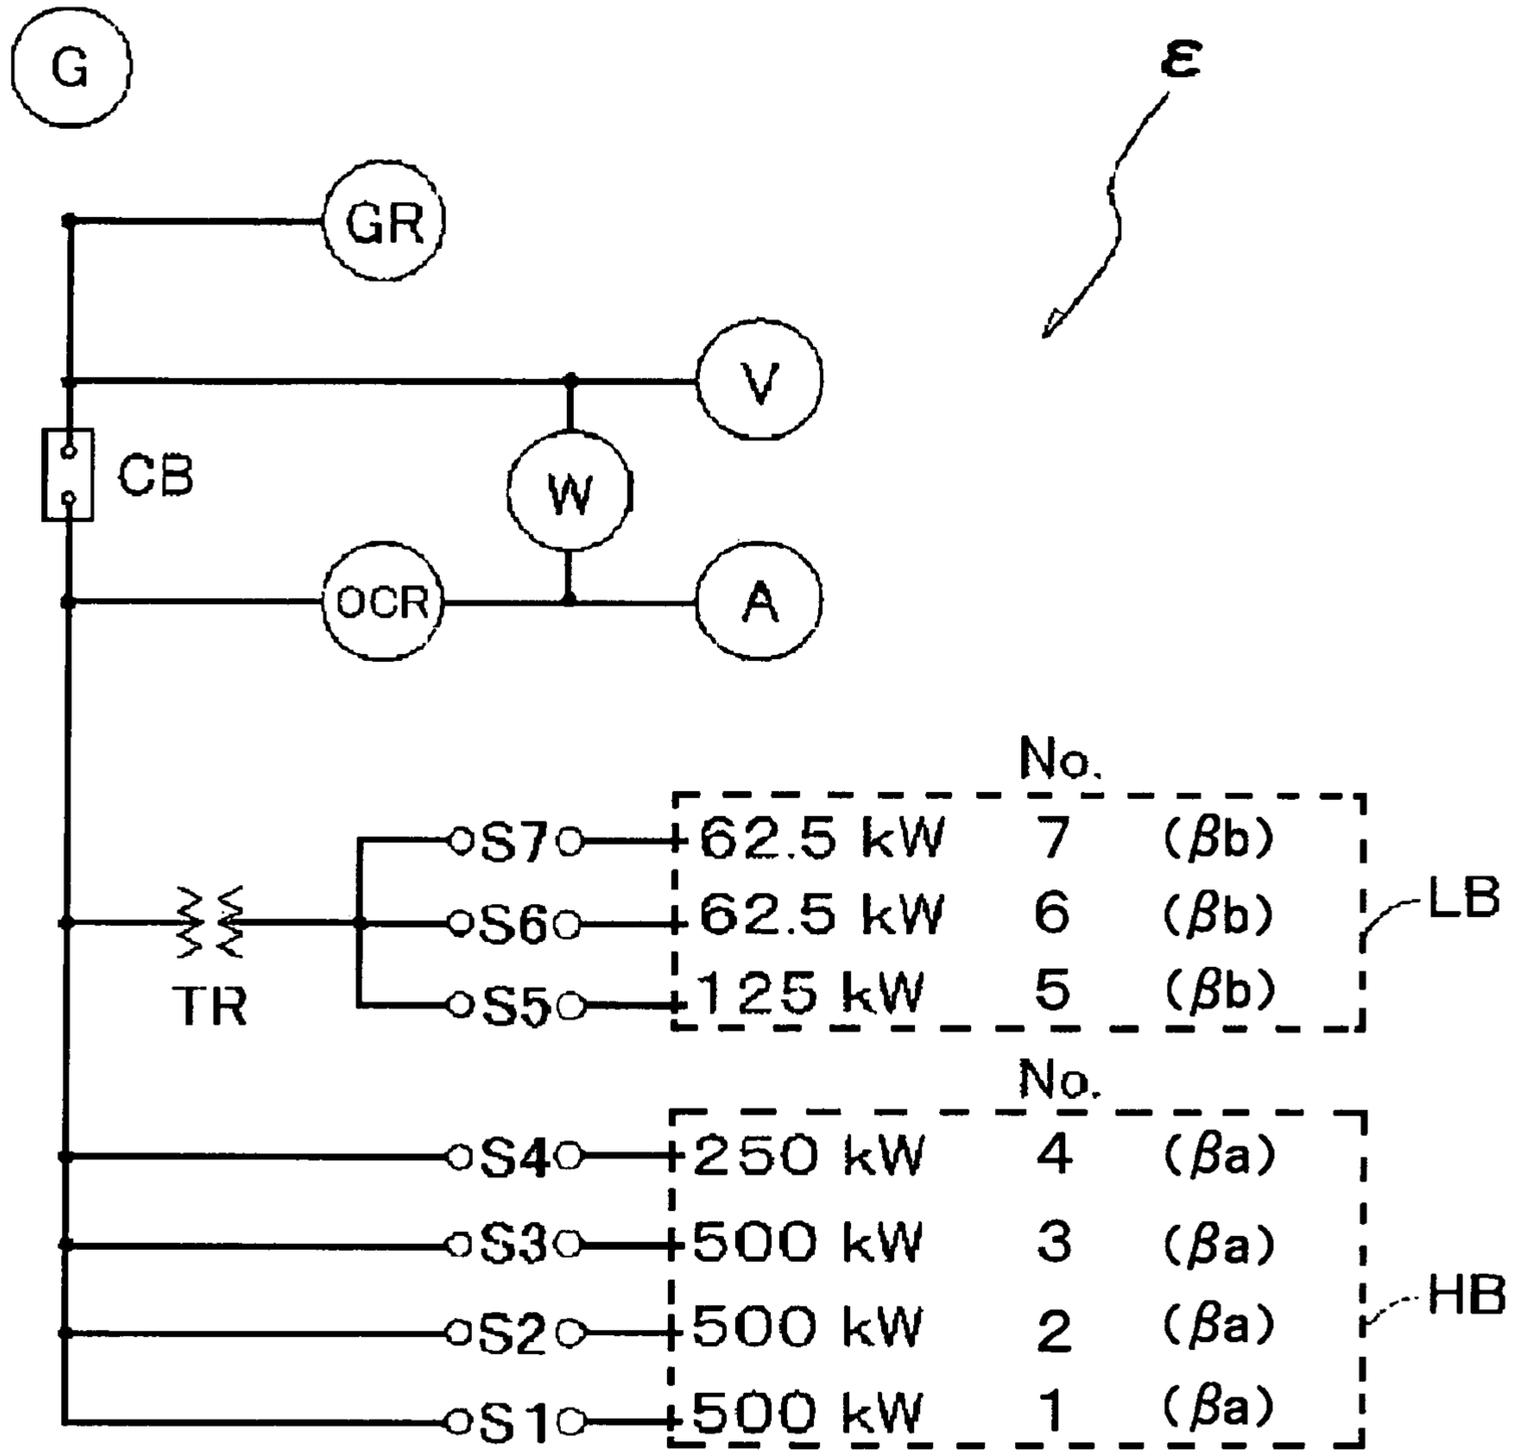 G
ε
GR
V
CB
W
OCR
A
No.
S7 62.5 kW 7 (βb)
S6 62.5 kW 6 (βb)
LB
TR
S5 125 kW 5 (βb)
No.
S4 250 kW 4 (βa)
S3 500 kW 3 (βa)
HB
S2 500 kW 2 (βa)
S1 500 kW 1 (βa)